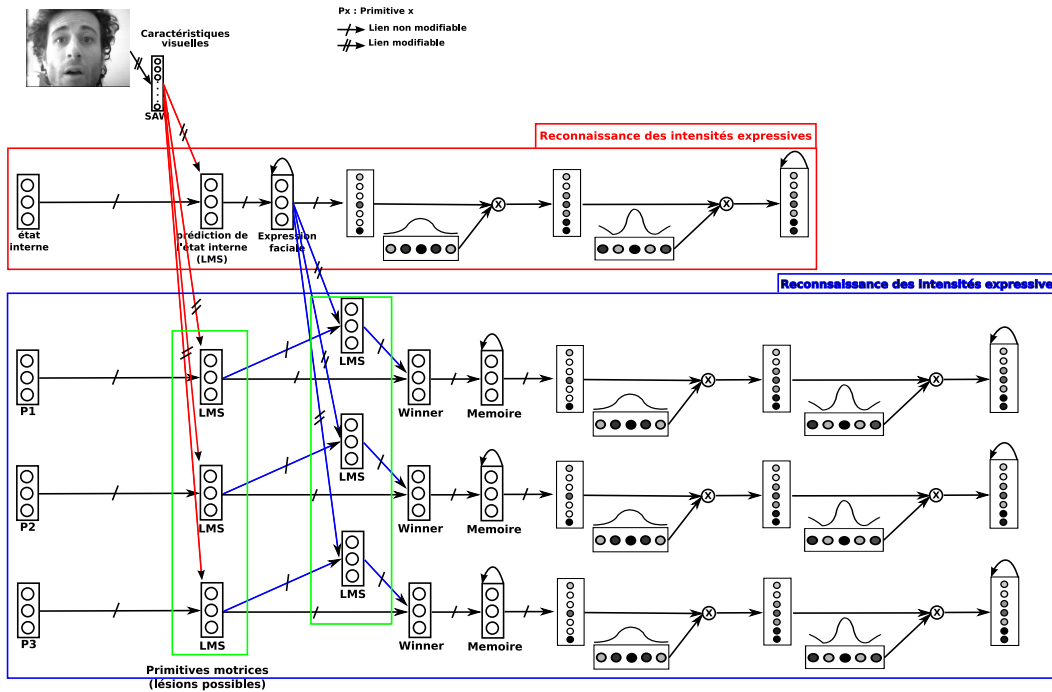 Px : Primitive x
Lien non modifiable
Lien modifiable
Caractéristiques
visuelles
SAW
Reconnaissance des intensités expressives
état
interne
prédiction de
l'état interne
(LMS)
Expression
faciale
X
X
Reconnsaissance des intensités expressive
LMS
P1
LMS
Winner
Memoire
X
X
LMS
P2
LMS
Winner
Memoire
X
X
LMS
P3
LMS
Winner
Memoire
X
X
Primitives motrices
(lésions possibles)